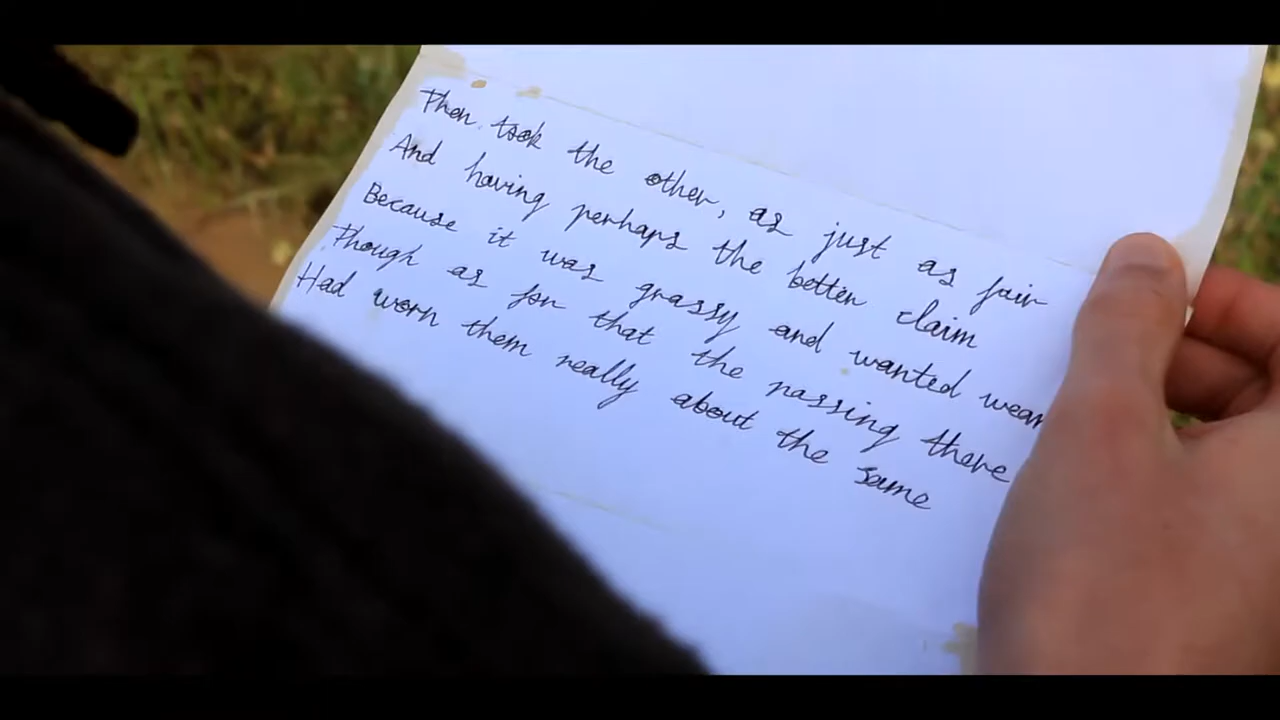 Then took the other, as just as fair
And having perhaps the better claim
Because it was grassy and wanted wear
Though as for that the passing there
Had worn them really about the same